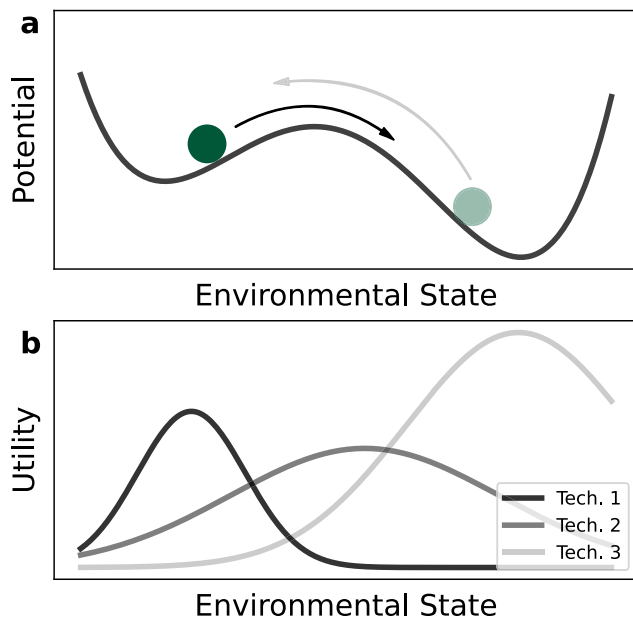 a
Potential
Environmental State
b
Utility
Tech. 1
Tech. 2
Tech. 3
Environmental State